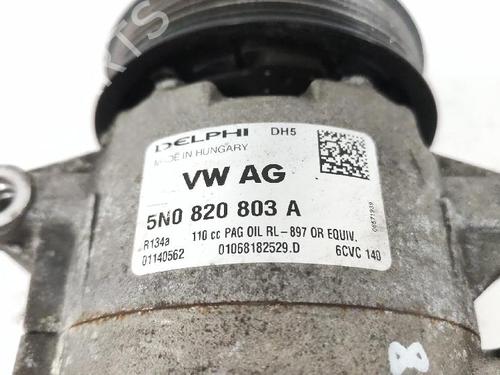 DELPHI DH5
MADE IN HUNGARY
VW AG
5N0 820 803 A
R134a 110 cc PAG OIL RL-897 OR EQUIV.
01140562 01068182529.D 6CVC 140
00571939